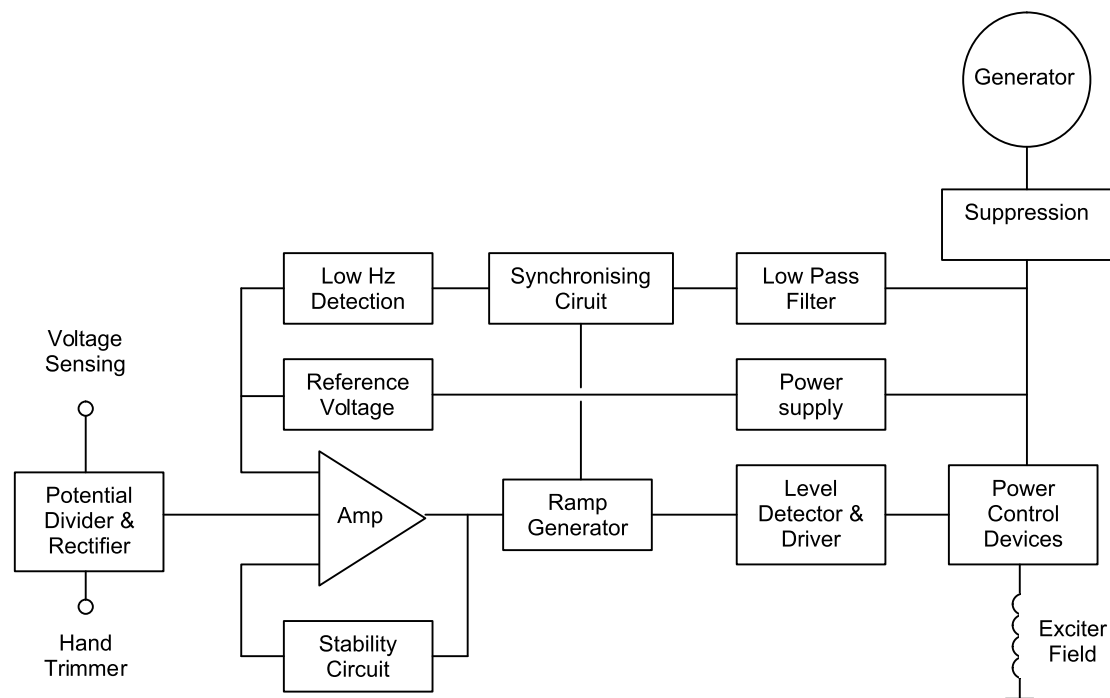 Generator
Suppression
Low Hz
Detection
Synchronising
Ciruit
Low Pass
Filter
Voltage
Sensing
Reference
Voltage
Power
supply
Potential
Divider &
Rectifier
Amp
Ramp
Generator
Level
Detector &
Driver
Power
Control
Devices
Hand
Trimmer
Stability
Circuit
Exciter
Field